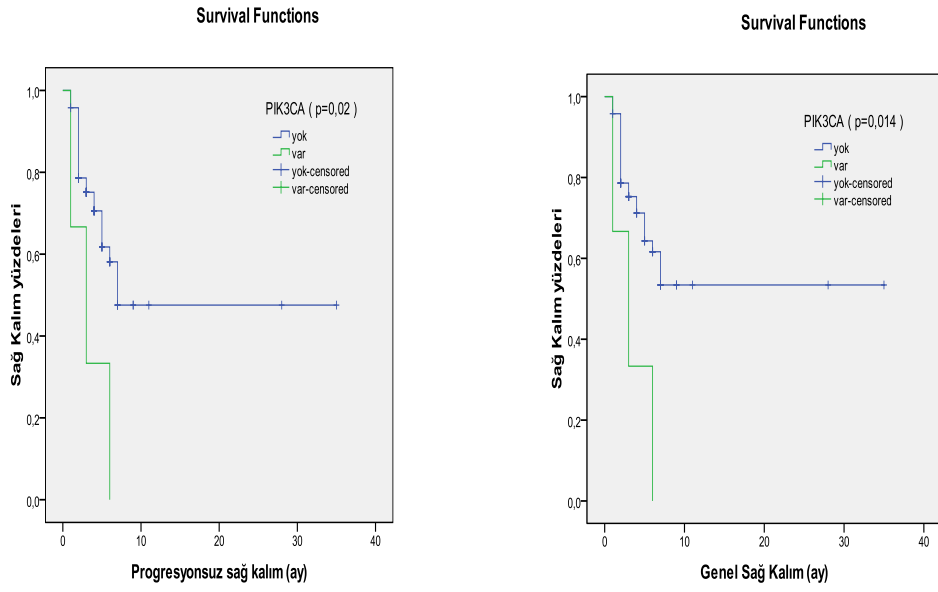 Survival Functions
PIK3CA ( p=0,02 )
yok
var
yok-censored
var-censored
Sağ Kalım yüzdeleri
1,0
0,8
0,6
0,4
0,2
0,0
0 10 20 30 40
Progresyonsuz sağ kalım (ay)
Survival Functions
PIK3CA ( p=0,014 )
yok
var
yok-censored
var-censored
Sağ Kalım yüzdeleri
1,0
0,8
0,6
0,4
0,2
0,0
0 10 20 30 40
Genel Sağ Kalım (ay)